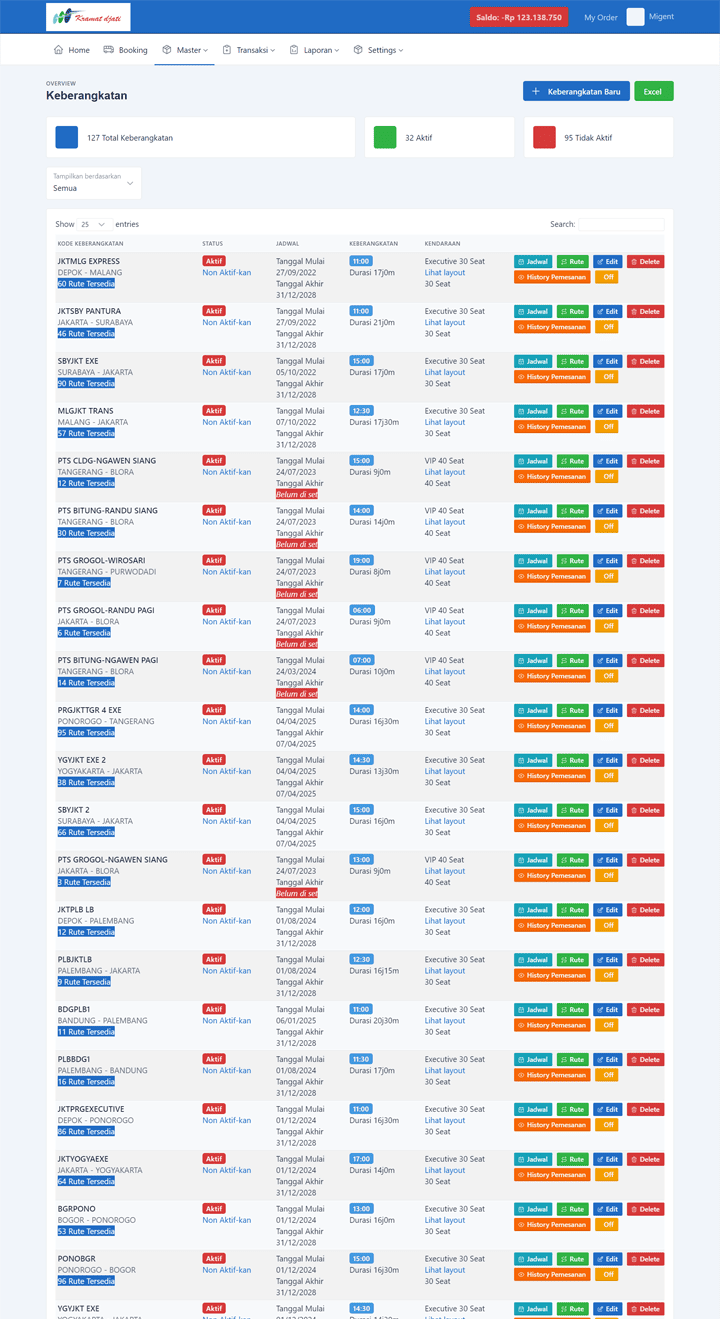 Kramat djati
Saldo: -Rp 123.138.750
My Order
Migent
Home
Booking
Master
Transaksi
Laporan
Settings
OVERVIEW
Keberangkatan
Keberangkatan Baru
Excel
127 Total Keberangkatan
32 Aktif
95 Tidak Aktif
Tampilkan berdasarkan
Semua
Show 25 entries
Search:
KODE KEBERANGKATAN STATUS JADWAL KEBERANGKATAN KENDARAAN
JKTMLG EXPRESS Aktif Tanggal Mulai 11:00 Executive 30 Seat Jadwal Rute Edit Delete
DEPOK - MALANG Non Aktif-kan 27/09/2022 Durasi 17j0m Lihat layout History Pemesanan Off
60 Rute Tersedia Tanggal Akhir 30 Seat
31/12/2028
JKTSBY PANTURA Aktif Tanggal Mulai 11:00 Executive 30 Seat Jadwal Rute Edit Delete
JAKARTA - SURABAYA Non Aktif-kan 27/09/2022 Durasi 21j0m Lihat layout History Pemesanan Off
46 Rute Tersedia Tanggal Akhir 30 Seat
31/12/2028
SBYJKT EXE Aktif Tanggal Mulai 15:00 Executive 30 Seat Jadwal Rute Edit Delete
SURABAYA - JAKARTA Non Aktif-kan 05/10/2022 Durasi 17j0m Lihat layout History Pemesanan Off
90 Rute Tersedia Tanggal Akhir 30 Seat
31/12/2028
MLGJKT TRANS Aktif Tanggal Mulai 12:30 Executive 30 Seat Jadwal Rute Edit Delete
MALANG - JAKARTA Non Aktif-kan 07/10/2022 Durasi 17j30m Lihat layout History Pemesanan Off
57 Rute Tersedia Tanggal Akhir 30 Seat
31/12/2028
PTS CLDG-NGAWEN SIANG Aktif Tanggal Mulai 15:00 VIP 40 Seat Jadwal Rute Edit Delete
TANGERANG - BLORA Non Aktif-kan 24/07/2023 Durasi 9j0m Lihat layout History Pemesanan Off
12 Rute Tersedia Tanggal Akhir 40 Seat
Belum di set
PTS BITUNG-RANDU SIANG Aktif Tanggal Mulai 14:00 VIP 40 Seat Jadwal Rute Edit Delete
TANGERANG - BLORA Non Aktif-kan 24/07/2023 Durasi 14j0m Lihat layout History Pemesanan Off
30 Rute Tersedia Tanggal Akhir 40 Seat
Belum di set
PTS GROGOL-WIROSARI Aktif Tanggal Mulai 19:00 VIP 40 Seat Jadwal Rute Edit Delete
TANGERANG - PURWODADI Non Aktif-kan 24/07/2023 Durasi 8j0m Lihat layout History Pemesanan Off
7 Rute Tersedia Tanggal Akhir 40 Seat
Belum di set
PTS GROGOL-RANDU PAGI Aktif Tanggal Mulai 06:00 VIP 40 Seat Jadwal Rute Edit Delete
JAKARTA - BLORA Non Aktif-kan 24/07/2023 Durasi 9j0m Lihat layout History Pemesanan Off
6 Rute Tersedia Tanggal Akhir 40 Seat
Belum di set
PTS BITUNG-NGAWEN PAGI Aktif Tanggal Mulai 07:00 VIP 40 Seat Jadwal Rute Edit Delete
TANGERANG - BLORA Non Aktif-kan 24/03/2024 Durasi 10j0m Lihat layout History Pemesanan Off
14 Rute Tersedia Tanggal Akhir 40 Seat
Belum di set
PRGJKTTGR 4 EXE Aktif Tanggal Mulai 14:00 Executive 30 Seat Jadwal Rute Edit Delete
PONOROGO - TANGERANG Non Aktif-kan 04/04/2025 Durasi 16j30m Lihat layout History Pemesanan Off
95 Rute Tersedia Tanggal Akhir 30 Seat
07/04/2025
YGYJKT EXE 2 Aktif Tanggal Mulai 14:30 Executive 30 Seat Jadwal Rute Edit Delete
YOGYAKARTA - JAKARTA Non Aktif-kan 04/04/2025 Durasi 13j30m Lihat layout History Pemesanan Off
38 Rute Tersedia Tanggal Akhir 30 Seat
07/04/2025
SBYJKT 2 Aktif Tanggal Mulai 15:00 Executive 30 Seat Jadwal Rute Edit Delete
SURABAYA - JAKARTA Non Aktif-kan 04/04/2025 Durasi 16j0m Lihat layout History Pemesanan Off
66 Rute Tersedia Tanggal Akhir 30 Seat
07/04/2025
PTS GROGOL-NGAWEN SIANG Aktif Tanggal Mulai 13:00 VIP 40 Seat Jadwal Rute Edit Delete
JAKARTA - BLORA Non Aktif-kan 24/07/2023 Durasi 9j0m Lihat layout History Pemesanan Off
3 Rute Tersedia Tanggal Akhir 40 Seat
Belum di set
JKTPLB LB Aktif Tanggal Mulai 12:00 Executive 30 Seat Jadwal Rute Edit Delete
DEPOK - PALEMBANG Non Aktif-kan 01/08/2024 Durasi 16j0m Lihat layout History Pemesanan Off
12 Rute Tersedia Tanggal Akhir 30 Seat
31/12/2028
PLBJKTLB Aktif Tanggal Mulai 12:30 Executive 30 Seat Jadwal Rute Edit Delete
PALEMBANG - JAKARTA Non Aktif-kan 01/08/2024 Durasi 16j15m Lihat layout History Pemesanan Off
9 Rute Tersedia Tanggal Akhir 30 Seat
31/12/2028
BDGPLB1 Aktif Tanggal Mulai 11:00 Executive 30 Seat Jadwal Rute Edit Delete
BANDUNG - PALEMBANG Non Aktif-kan 06/01/2025 Durasi 20j30m Lihat layout History Pemesanan Off
11 Rute Tersedia Tanggal Akhir 30 Seat
31/12/2028
PLBBDG1 Aktif Tanggal Mulai 11:30 Executive 30 Seat Jadwal Rute Edit Delete
PALEMBANG - BANDUNG Non Aktif-kan 01/08/2024 Durasi 17j0m Lihat layout History Pemesanan Off
16 Rute Tersedia Tanggal Akhir 30 Seat
31/12/2028
JKTPRGEXECUTIVE Aktif Tanggal Mulai 11:00 Executive 30 Seat Jadwal Rute Edit Delete
DEPOK - PONOROGO Non Aktif-kan 01/12/2024 Durasi 16j30m Lihat layout History Pemesanan Off
86 Rute Tersedia Tanggal Akhir 30 Seat
31/12/2028
JKTYOGYAEXE Aktif Tanggal Mulai 17:00 Executive 30 Seat Jadwal Rute Edit Delete
JAKARTA - YOGYAKARTA Non Aktif-kan 01/12/2024 Durasi 14j0m Lihat layout History Pemesanan Off
64 Rute Tersedia Tanggal Akhir 30 Seat
31/12/2028
BGRPONO Aktif Tanggal Mulai 13:00 Executive 30 Seat Jadwal Rute Edit Delete
BOGOR - PONOROGO Non Aktif-kan 01/12/2024 Durasi 16j0m Lihat layout History Pemesanan Off
53 Rute Tersedia Tanggal Akhir 30 Seat
31/12/2028
PONOBGR Aktif Tanggal Mulai 15:00 Executive 30 Seat Jadwal Rute Edit Delete
PONOROGO - BOGOR Non Aktif-kan 01/12/2024 Durasi 16j30m Lihat layout History Pemesanan Off
96 Rute Tersedia Tanggal Akhir 30 Seat
31/12/2028
YGYJKT EXE Aktif Tanggal Mulai 14:30 Executive 30 Seat Jadwal Rute Edit Delete